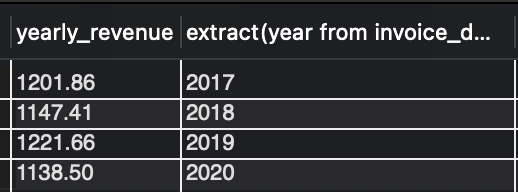 yearly_revenue extract(year from invoice_d...
1201.86 2017
1147.41 2018
1221.66 2019
1138.50 2020